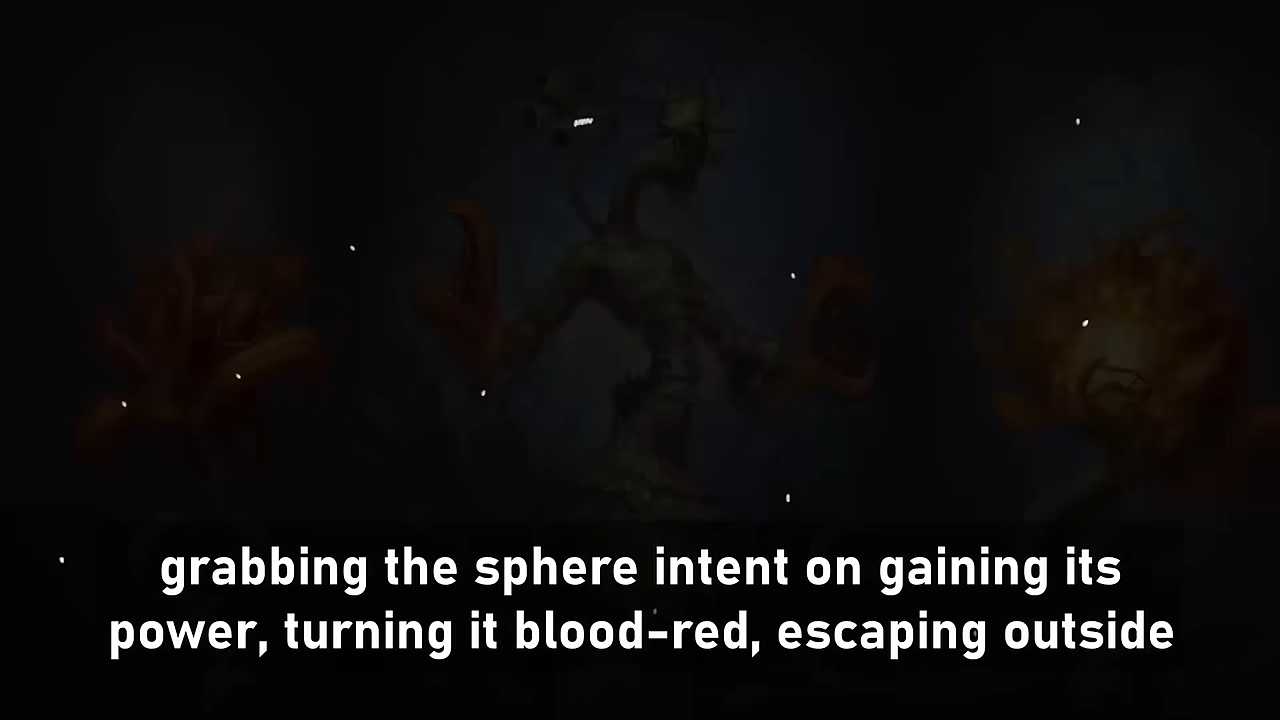 grabbing the sphere intent on gaining its
power, turning it blood-red, escaping outside